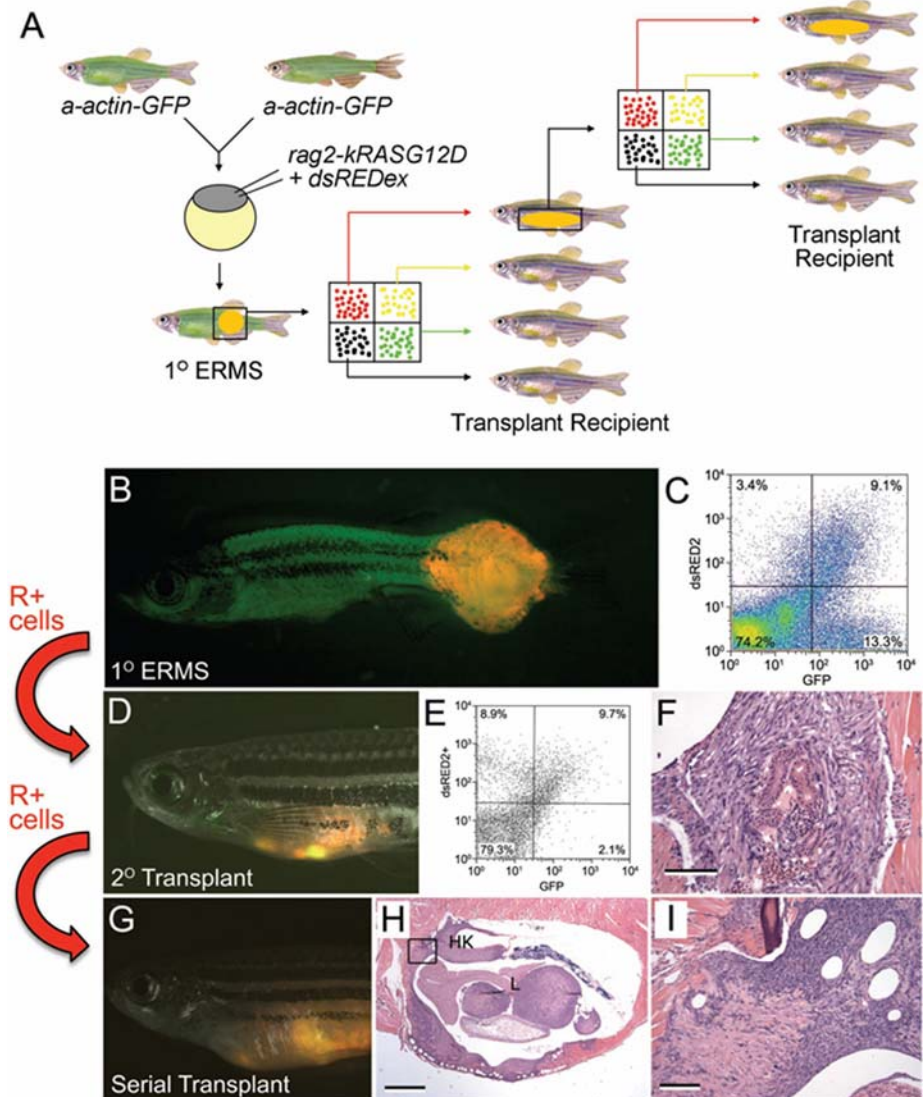 A
a-actin-GFP
a-actin-GFP
rag2-kRASG12D
+ dsREDex
1º ERMS
Transplant Recipient
Transplant
Recipient
B
1º ERMS
C
10⁴
10³
10²
10¹
10⁰
3.4%
9.1%
74.2%
13.3%
dsRED2
10⁰ 10¹ 10² 10³ 10⁴
GFP
R+
cells
D
2º Transplant
E
10⁴
10³
10²
10¹
10⁰
8.9%
9.7%
79.3%
2.1%
dsRED2+
10⁰ 10¹ 10² 10³ 10⁴
GFP
F
R+
cells
G
Serial Transplant
H
HK
L
I